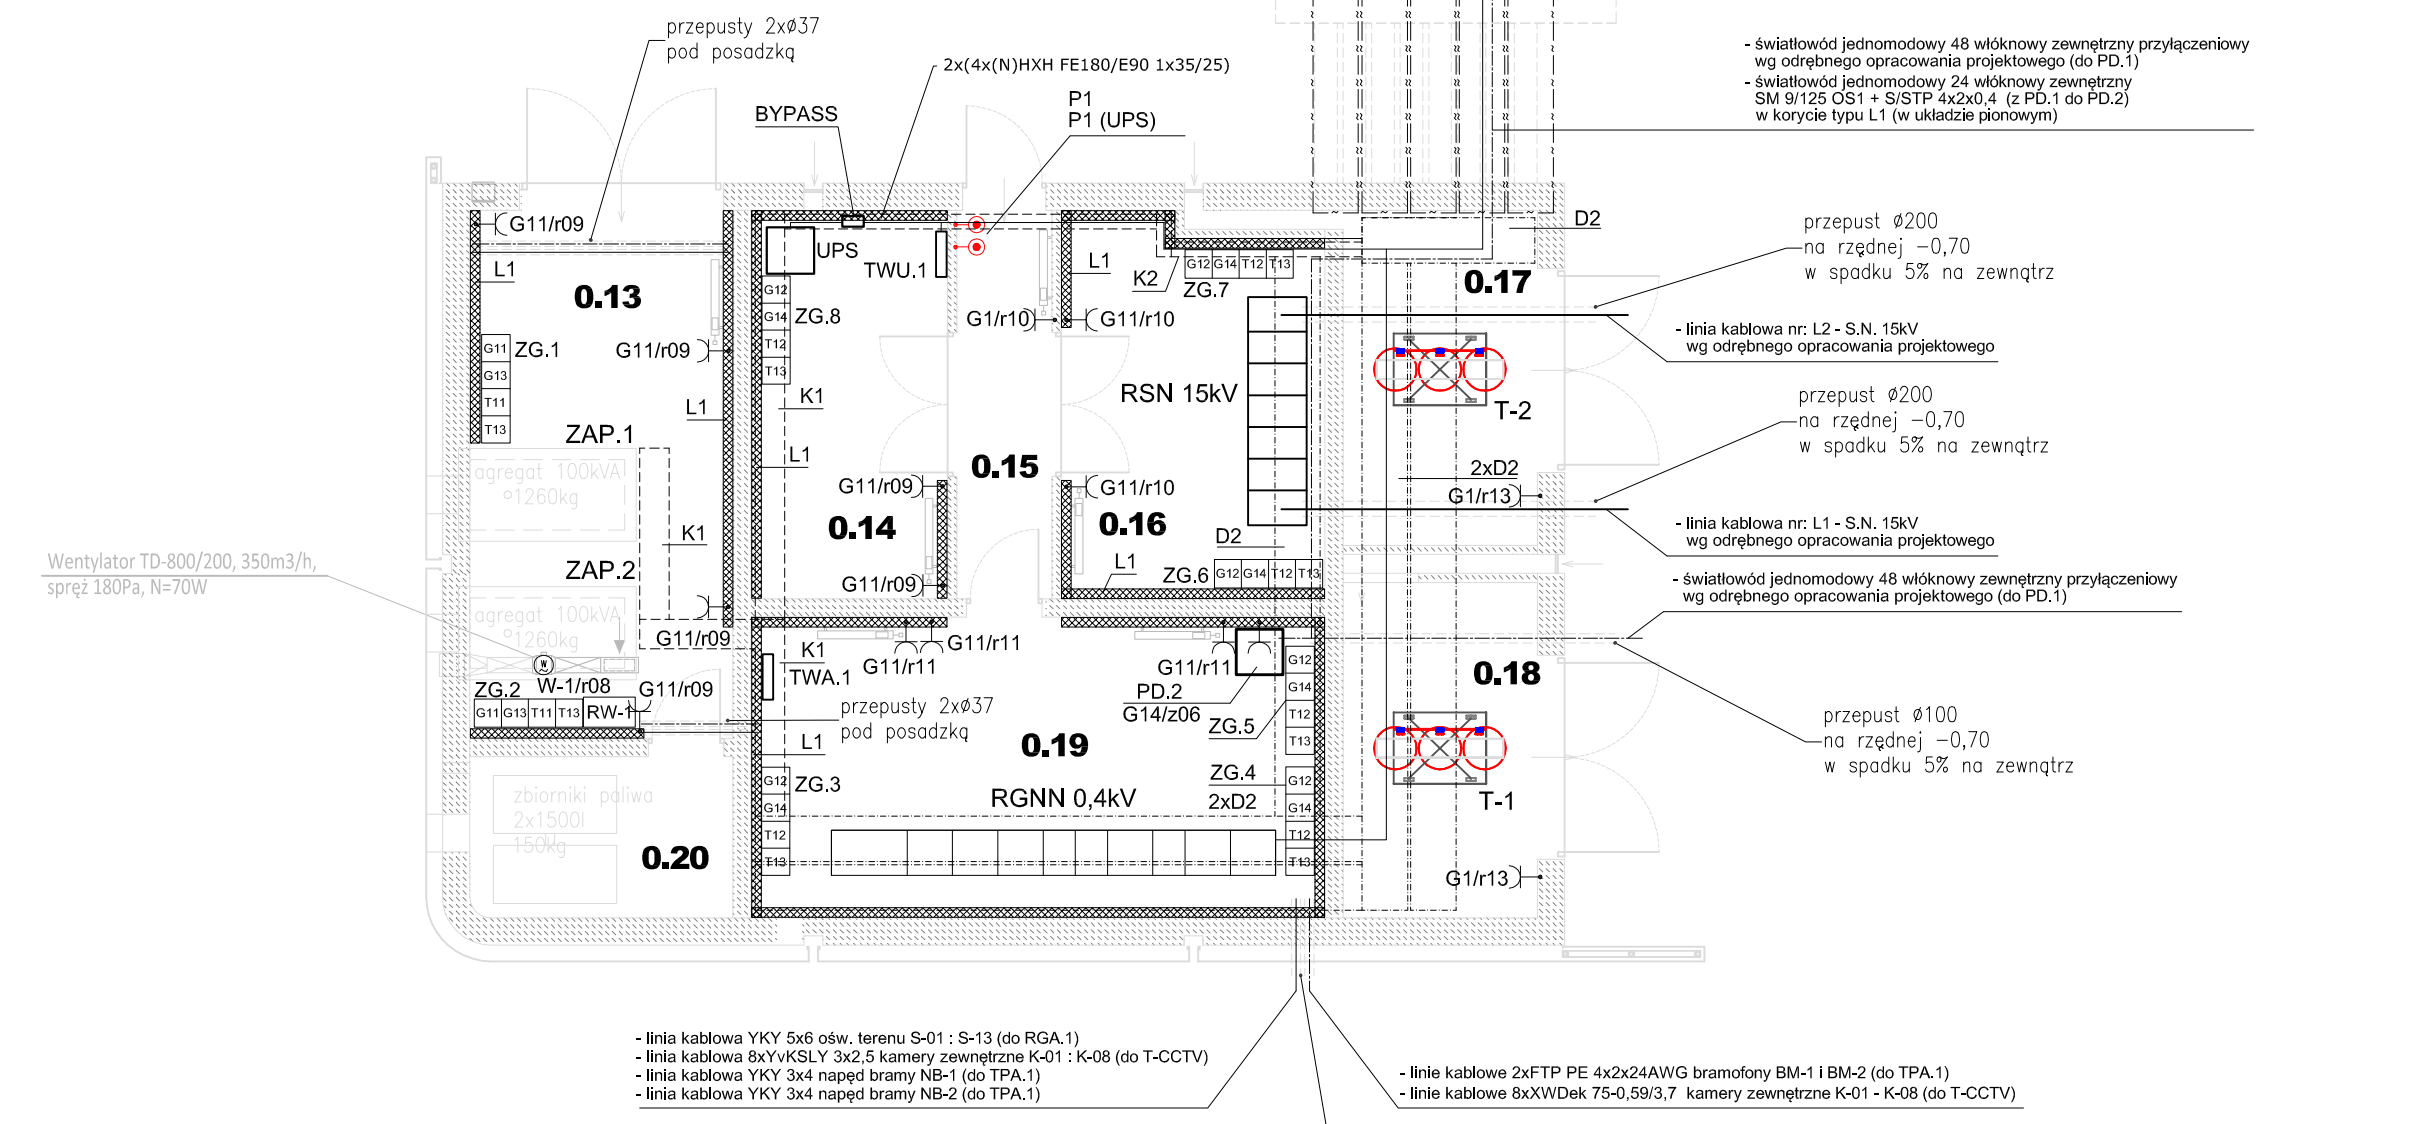 przepusty 2xø37
pod posadzką
2x(4x(N)HXH FE180/E90 1x35/25)
BYPASS
P1
P1 (UPS)
- światłowód jednomodowy 48 włóknowy zewnętrzny przyłączeniowy
wg odrębnego opracowania projektowego (do PD.1)
- światłowód jednomodowy 24 włóknowy zewnętrzny
SM 9/125 OS1 + S/STP 4x2x0,4 (z PD.1 do PD.2)
w korycie typu L1 (w układzie pionowym)
G11/r09
L1
0.13
G11
G13
T11
T13
ZG.1
G11/r09
L1
ZAP.1
agregat 100kVA
1260kg
K1
ZAP.2
agregat 100kVA
1260kg
G11/r09
Wentylator TD-800/200, 350m3/h,
spręż 180Pa, N=70W
W
W-1/r08
ZG.2
G11
G13
T11
T13
RW-1
G11/r09
przepusty 2xø37
pod posadzką
zbiorniki paliwa
2x1500l
150kg
0.20
UPS
TWU.1
G12
G14
T12
T13
ZG.8
K1
L1
G11/r09
0.14
G11/r09
0.15
G1/r10
G11/r10
L1
K2
G12
G14
T12
T13
ZG.7
RSN 15kV
G11/r10
0.16
D2
L1
ZG.6
G12
G14
T12
T13
D2
0.17
przepust ø200
na rzędnej -0,70
w spadku 5% na zewnątrz
- linia kablowa nr: L2 - S.N. 15kV
wg odrębnego opracowania projektowego
T-2
przepust ø200
na rzędnej -0,70
w spadku 5% na zewnątrz
2xD2
G1/r13
- linia kablowa nr: L1 - S.N. 15kV
wg odrębnego opracowania projektowego
- światłowód jednomodowy 48 włóknowy zewnętrzny przyłączeniowy
wg odrębnego opracowania projektowego (do PD.1)
0.18
przepust ø100
na rzędnej -0,70
w spadku 5% na zewnątrz
T-1
G1/r13
K1
TWA.1
G11/r11
G11/r11
G11/r11
PD.2
G14/z06
G12
G14
T12
T13
ZG.5
L1
0.19
G12
G14
T12
T13
ZG.3
RGNN 0,4kV
ZG.4
2xD2
G12
G14
T12
T13
- linia kablowa YKY 5x6 ośw. terenu S-01 : S-13 (do RGA.1)
- linia kablowa 8xYvKSLY 3x2,5 kamery zewnętrzne K-01 : K-08 (do T-CCTV)
- linia kablowa YKY 3x4 napęd bramy NB-1 (do TPA.1)
- linia kablowa YKY 3x4 napęd bramy NB-2 (do TPA.1)
- linie kablowe 2xFTP PE 4x2x24AWG bramofony BM-1 i BM-2 (do TPA.1)
- linie kablowe 8xXWDek 75-0,59/3,7 kamery zewnętrzne K-01 - K-08 (do T-CCTV)